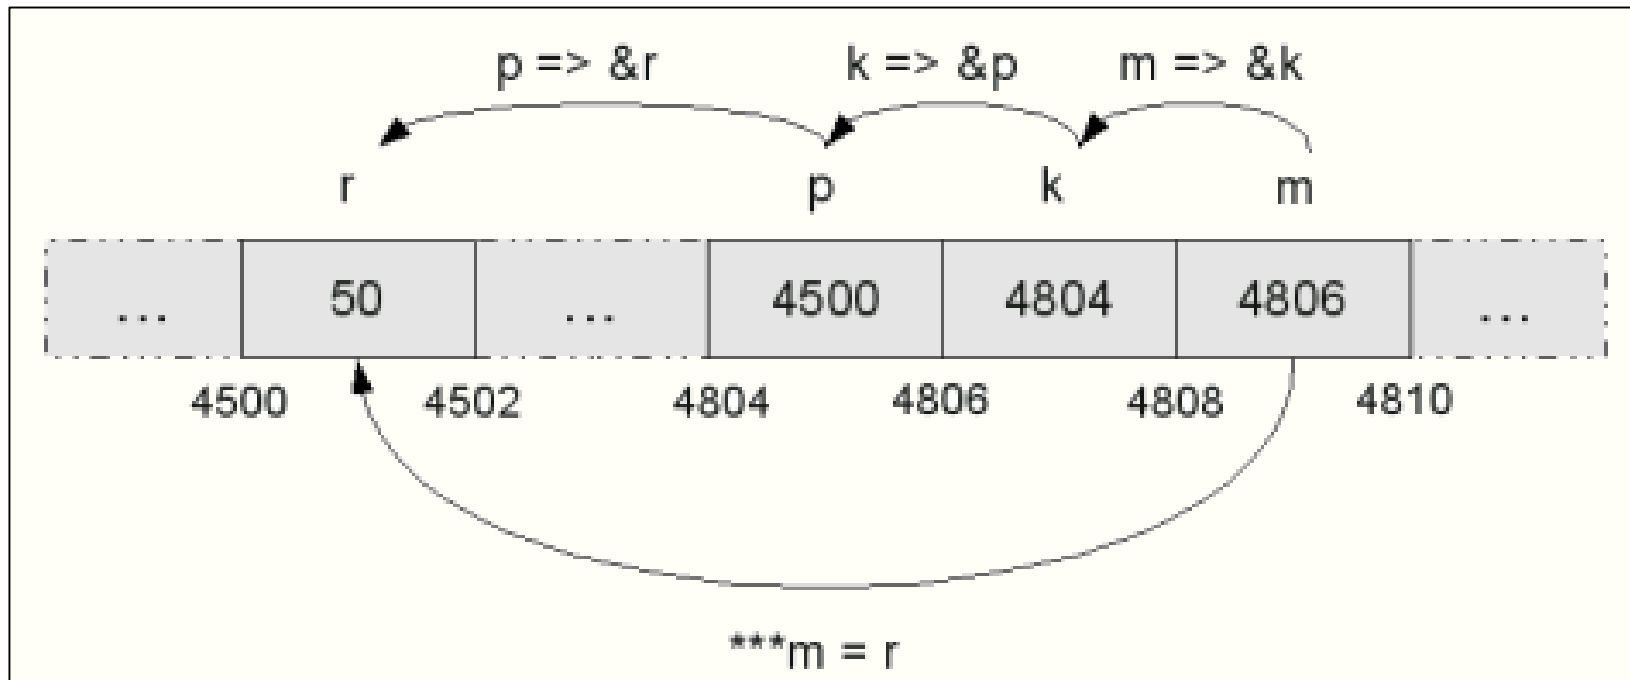 p => &r k => &p m => &k
r p k m
... 50 ... 4500 4804 4806 ...
4500 4502 4804 4806 4808 4810
***m = r